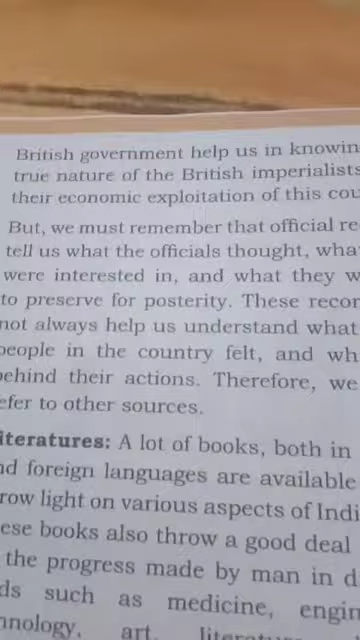 British government help us in knowin
true nature of the British imperialists
their economic exploitation of this cou
But, we must remember that official re
tell us what the officials thought, wha
were interested in, and what they w
to preserve for posterity. These recor
not always help us understand what
people in the country felt, and wh
behind their actions. Therefore, we
efer to other sources.
iteratures: A lot of books, both in
nd foreign languages are available
row light on various aspects of Indi
ese books also throw a good deal
the progress made by man in d
ds such as medicine, engin
hnology, art, literatur